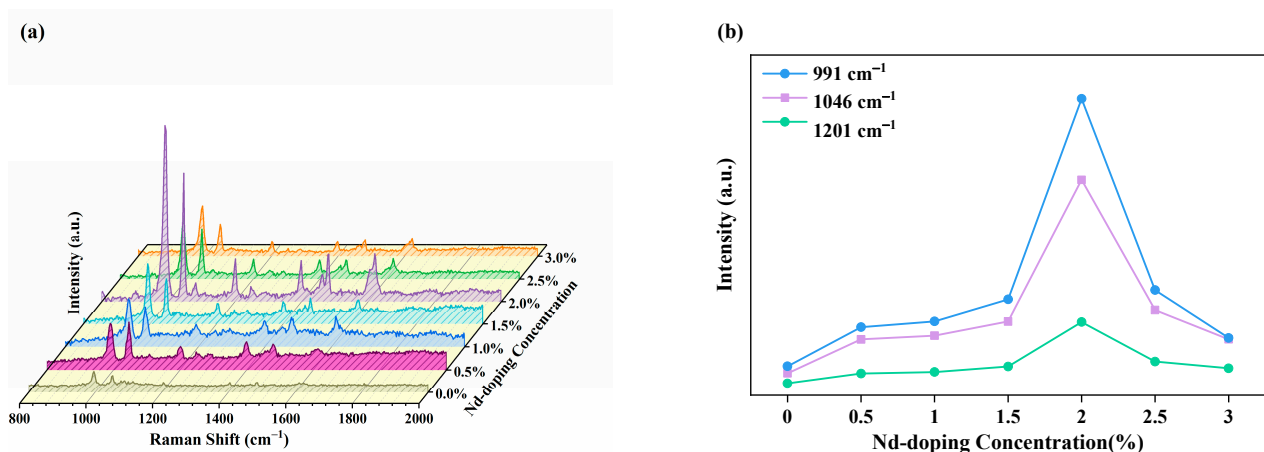 (a)
Intensity (a.u.)
3.0%
2.5%
2.0%
1.5%
1.0%
0.5%
0.0%
Nd-doping Concentration
800 1000 1200 1400 1600 1800 2000
Raman Shift (cm⁻¹)
(b)
991 cm⁻¹
1046 cm⁻¹
1201 cm⁻¹
Intensity (a.u.)
0 0.5 1 1.5 2 2.5 3
Nd-doping Concentration(%)